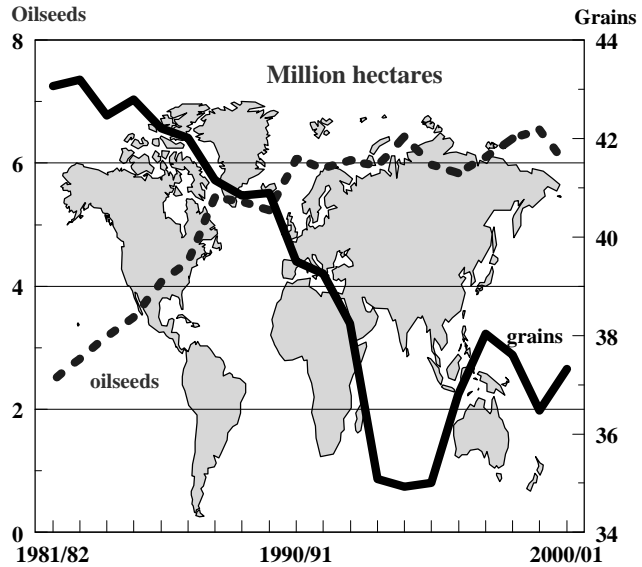 Oilseeds Grains
8 44
Million hectares
42
6
40
4
38
grains
oilseeds
2
36
0 34
1981/82 1990/91 2000/01